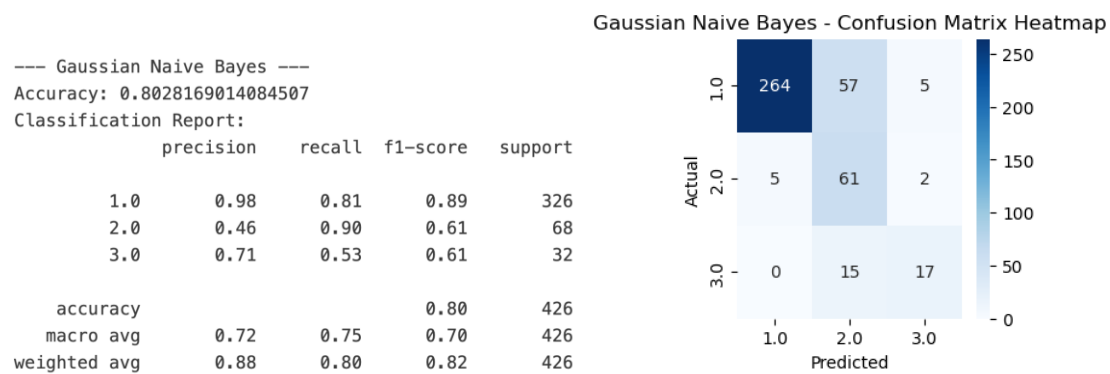 --- Gaussian Naive Bayes ---
Accuracy: 0.8028169014084507
Classification Report:
precision recall f1-score support
1.0 0.98 0.81 0.89 326
2.0 0.46 0.90 0.61 68
3.0 0.71 0.53 0.61 32
accuracy 0.80 426
macro avg 0.72 0.75 0.70 426
weighted avg 0.88 0.80 0.82 426
Gaussian Naive Bayes - Confusion Matrix Heatmap
Actual
1.0 264 57 5
2.0 5 61 2
3.0 0 15 17
1.0 2.0 3.0
Predicted
250
200
150
100
50
0